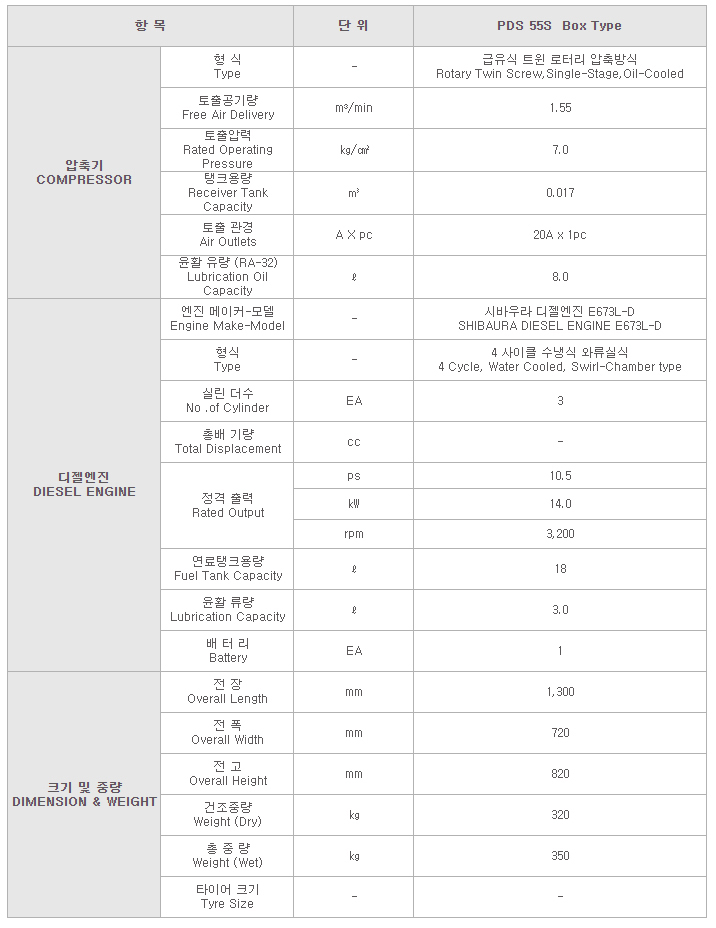 항 목 단 위 PDS 55S Box Type
압축기
COMPRESSOR
형 식
Type
-
급유식 트윈 로터리 압축방식
Rotary Twin Screw,Single-Stage,Oil-Cooled
토출공기량
Free Air Delivery
m³/min
1.55
토출압력
Rated Operating
Pressure
kg/㎠
7.0
탱크용량
Receiver Tank
Capacity
m³
0.017
토출 관경
Air Outlets
A X pc
20A x 1pc
윤활 유량 (RA-32)
Lubrication Oil
Capacity
ℓ
8.0
디젤엔진
DIESEL ENGINE
엔진 메이커-모델
Engine Make-Model
-
시바우라 디젤엔진 E673L-D
SHIBAURA DIESEL ENGINE E673L-D
형식
Type
-
4 사이클 수냉식 와류실식
4 Cycle, Water Cooled, Swirl-Chamber type
실린 더수
No .of Cylinder
EA
3
총배 기량
Total Displacement
cc
-
정격 출력
Rated Output
ps
10.5
kW
14.0
rpm
3,200
연료탱크용량
Fuel Tank Capacity
ℓ
18
윤활 류량
Lubrication Capacity
ℓ
3.0
배 터 리
Battery
EA
1
크기 및 중량
DIMENSION & WEIGHT
전 장
Overall Length
mm
1,300
전 폭
Overall Width
mm
720
전 고
Overall Height
mm
820
건조중량
Weight (Dry)
kg
320
총 중 량
Weight (Wet)
kg
350
타이어 크기
Tyre Size
-
-